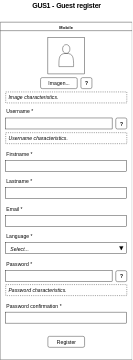 GUS1 - Guest register
Mobile
Imagen...
?
Image characteristics.
Username *
?
Username characteristics.
Firstname *
Lastname *
Email *
Language *
Select...
Password *
?
Password characteristics.
Password confirmation *
Register